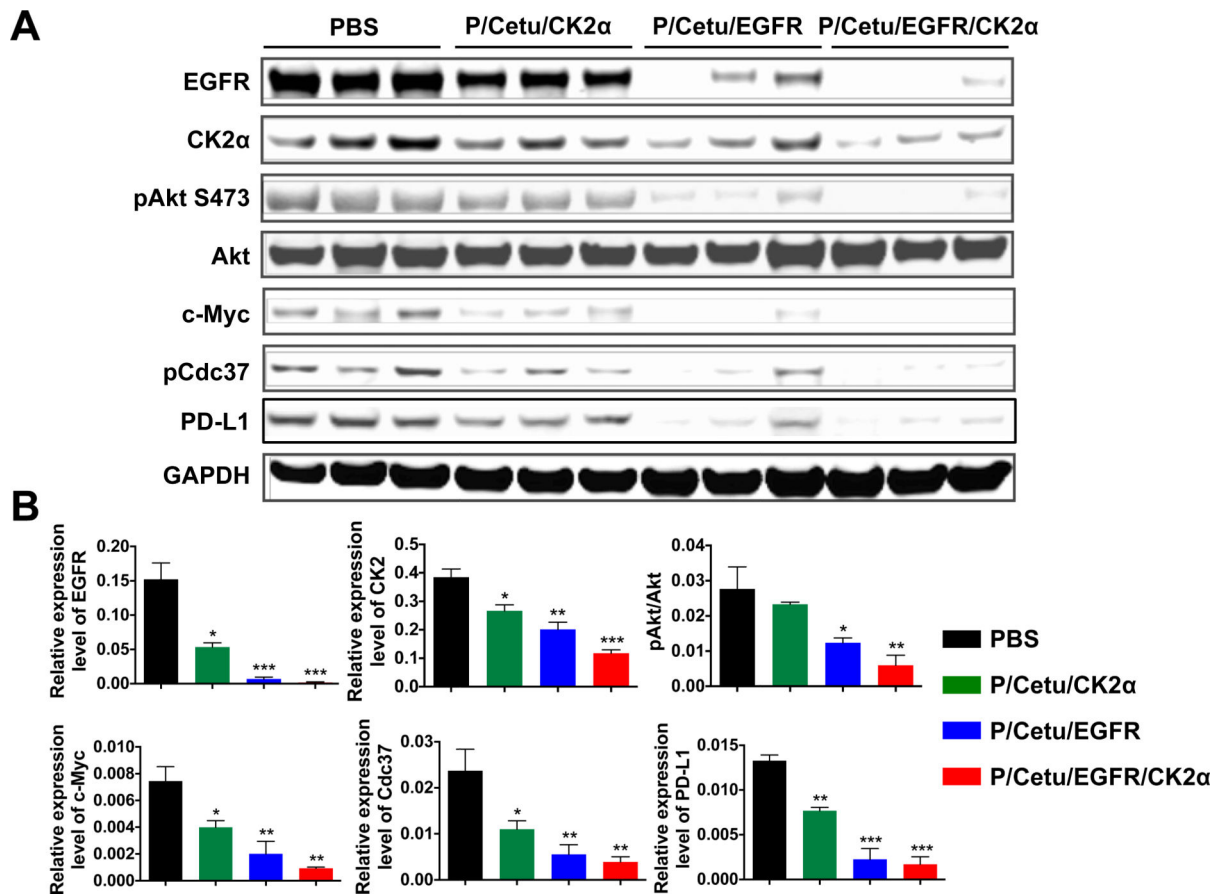 A
PBS P/Cetu/CK2α P/Cetu/EGFR P/Cetu/EGFR/CK2α
EGFR
CK2α
pAkt S473
Akt
c-Myc
pCdc37
PD-L1
GAPDH
B
Relative expression
level of EGFR
0.20
0.15
0.10
0.05
0.00
*
***
***
Relative expression
level of CK2
0.5
0.4
0.3
0.2
0.1
0.0
*
**
***
pAkt/Akt
0.04
0.03
0.02
0.01
0.00
*
**
PBS
P/Cetu/CK2α
P/Cetu/EGFR
P/Cetu/EGFR/CK2α
Relative expression
level of c-Myc
0.010
0.008
0.006
0.004
0.002
0.000
*
**
**
Relative expression
level of Cdc37
0.03
0.02
0.01
0.00
*
**
**
Relative expression
level of PD-L1
0.015
0.010
0.005
0.000
**
***
***